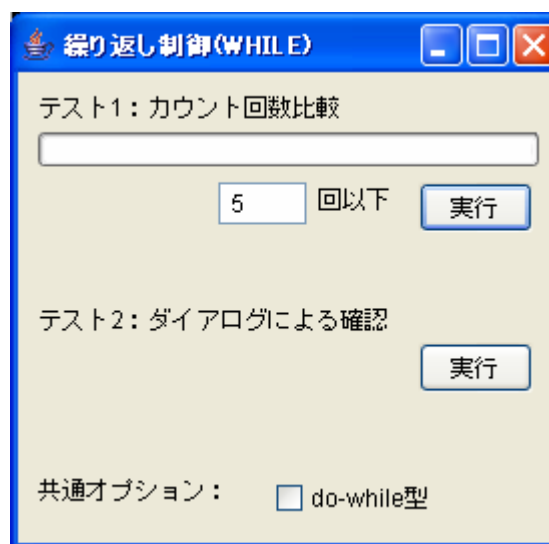 繰り返し制御(WHILE)
テスト1：カウント回数比較
5 回以下 実行
テスト2：ダイアログによる確認
実行
共通オプション： do-while型